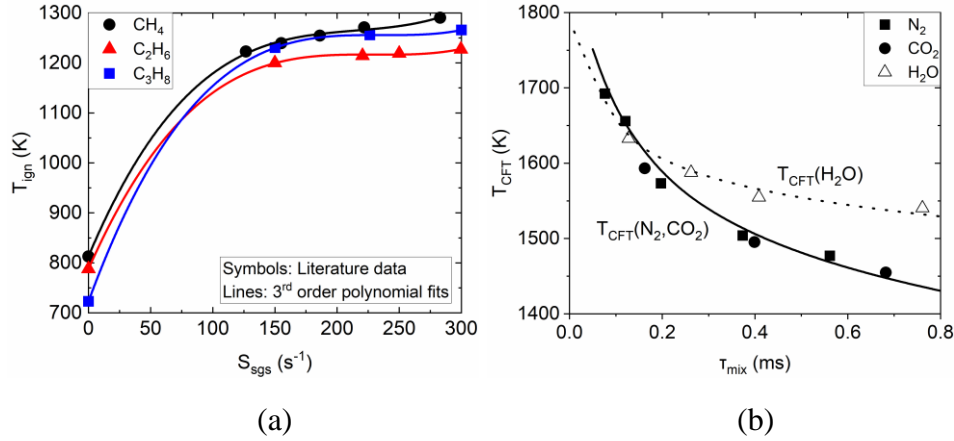 (a)
CH₄
C₂H₆
C₃H₈
1300
1200
1100
1000
900
800
700
T_ign (K)
Symbols: Literature data
Lines: 3rd order polynomial fits
0 50 100 150 200 250 300
S_sgs (s⁻¹)
(a)
(b)
N₂
CO₂
H₂O
1800
1700
1600
1500
1400
T_CFT (K)
T_CFT(H₂O)
T_CFT(N₂,CO₂)
0.0 0.2 0.4 0.6 0.8
τ_mix (ms)
(b)